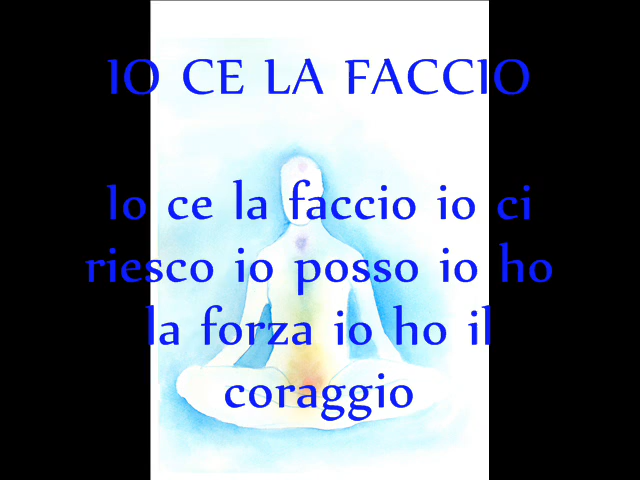 IO CE LA FACCIO
Io ce la faccio io ci
riesco io posso io ho
la forza io ho il
coraggio